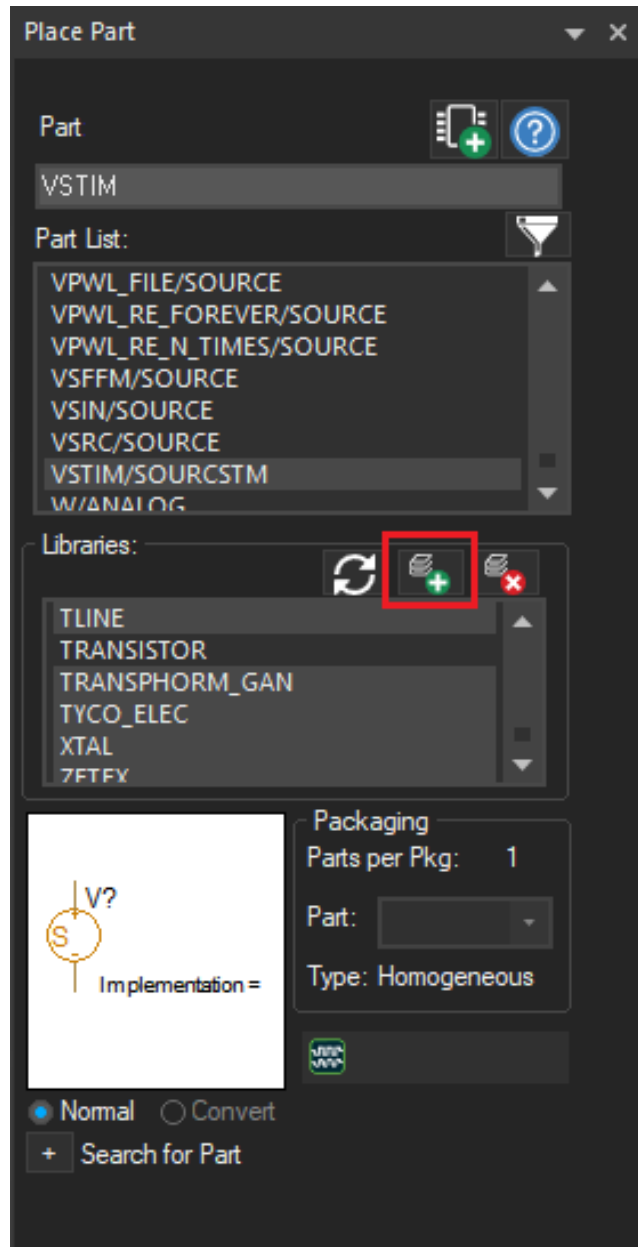 Place Part
Part
VSTIM
Part List:
VPWL_FILE/SOURCE
VPWL_RE_FOREVER/SOURCE
VPWL_RE_N_TIMES/SOURCE
VSFFM/SOURCE
VSIN/SOURCE
VSRC/SOURCE
VSTIM/SOURCSTM
W/ANALOG
Libraries:
TLINE
TRANSISTOR
TRANSPHORM_GAN
TYCO_ELEC
XTAL
ZETEX
V?
S
Implementation =
Packaging
Parts per Pkg: 1
Part:
Type: Homogeneous
Normal Convert
+ Search for Part